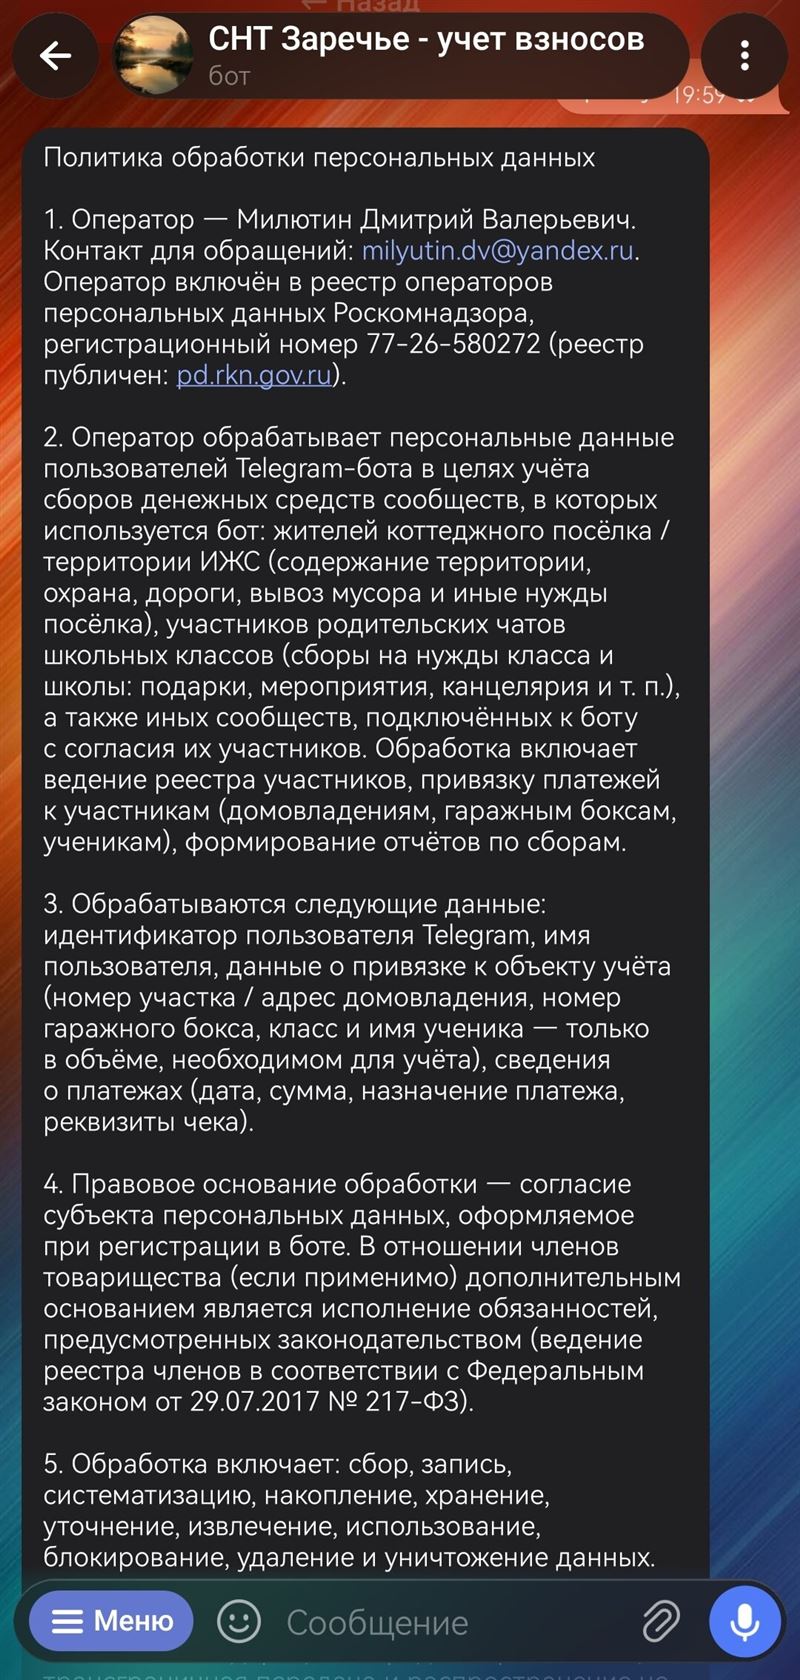 ← Назад
СНТ Заречье - учет взносов
бот
19:59
Политика обработки персональных данных
1. Оператор — Милютин Дмитрий Валерьевич.
Контакт для обращений: milyutin.dv@yandex.ru.
Оператор включён в реестр операторов
персональных данных Роскомнадзора,
регистрационный номер 77-26-580272 (реестр
публичен: pd.rkn.gov.ru).
2. Оператор обрабатывает персональные данные
пользователей Telegram-бота в целях учёта
сборов денежных средств сообществ, в которых
используется бот: жителей коттеджного посёлка /
территории ИЖС (содержание территории,
охрана, дороги, вывоз мусора и иные нужды
посёлка), участников родительских чатов
школьных классов (сборы на нужды класса и
школы: подарки, мероприятия, канцелярия и т. п.),
а также иных сообществ, подключённых к боту
с согласия их участников. Обработка включает
ведение реестра участников, привязку платежей
к участникам (домовладениям, гаражным боксам,
ученикам), формирование отчётов по сборам.
3. Обрабатываются следующие данные:
идентификатор пользователя Telegram, имя
пользователя, данные о привязке к объекту учёта
(номер участка / адрес домовладения, номер
гаражного бокса, класс и имя ученика — только
в объёме, необходимом для учёта), сведения
о платежах (дата, сумма, назначение платежа,
реквизиты чека).
4. Правовое основание обработки — согласие
субъекта персональных данных, оформляемое
при регистрации в боте. В отношении членов
товарищества (если применимо) дополнительным
основанием является исполнение обязанностей,
предусмотренных законодательством (ведение
реестра членов в соответствии с Федеральным
законом от 29.07.2017 № 217-ФЗ).
5. Обработка включает: сбор, запись,
систематизацию, накопление, хранение,
уточнение, извлечение, использование,
блокирование, удаление и уничтожение данных.
Меню
Сообщение